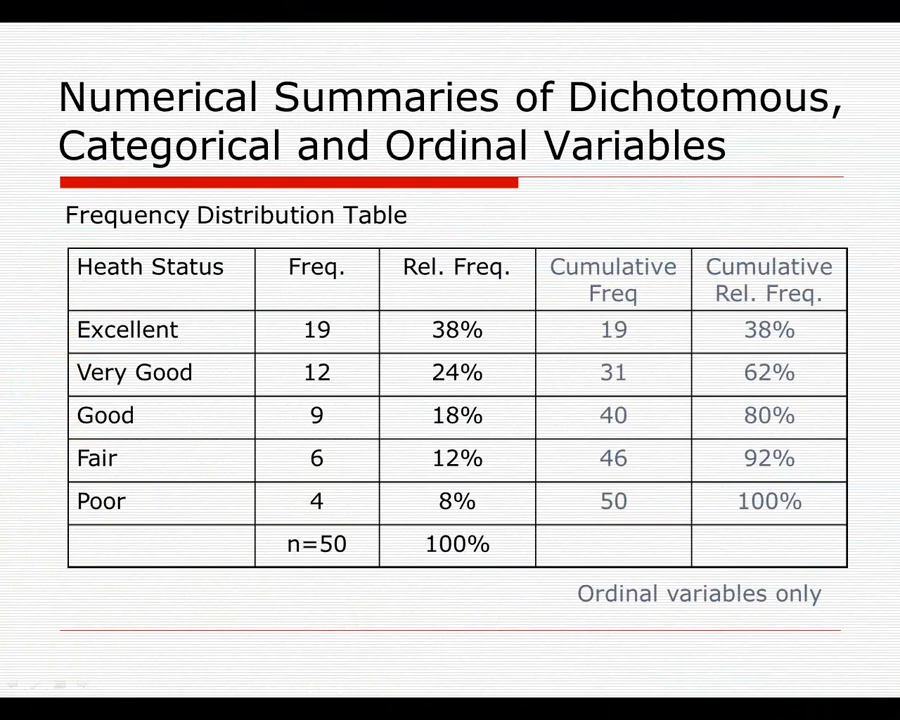 Numerical Summaries of Dichotomous,
Categorical and Ordinal Variables
Frequency Distribution Table
Heath Status Freq. Rel. Freq. Cumulative Freq Cumulative Rel. Freq.
Excellent 19 38% 19 38%
Very Good 12 24% 31 62%
Good 9 18% 40 80%
Fair 6 12% 46 92%
Poor 4 8% 50 100%
n=50 100%
Ordinal variables only